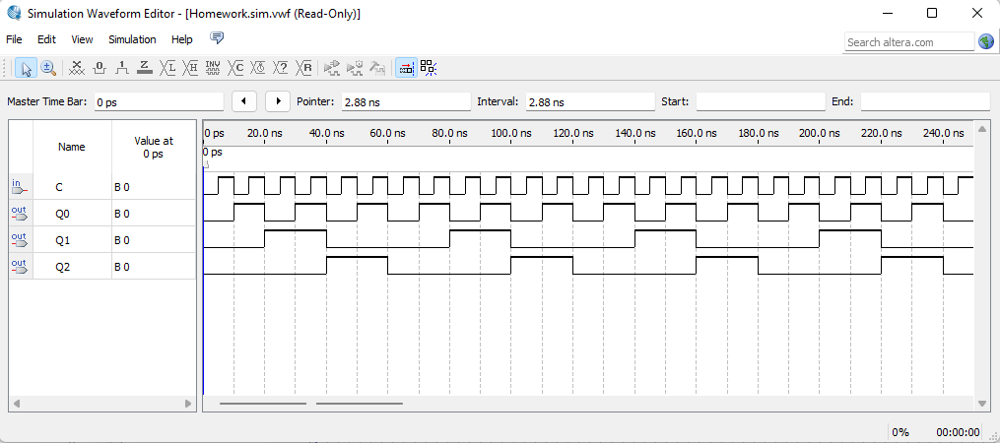 Simulation Waveform Editor - [Homework.sim.vwf (Read-Only)]
File Edit View Simulation Help Search altera.com
Master Time Bar: 0 ps Pointer: 2.88 ns Interval: 2.88 ns Start: End:
Name Value at 0 ps
0 ps 20.0 ns 40.0 ns 60.0 ns 80.0 ns 100.0 ns 120.0 ns 140.0 ns 160.0 ns 180.0 ns 200.0 ns 220.0 ns 240.0 ns
0 ps
in C B 0
out Q0 B 0
out Q1 B 0
out Q2 B 0
0% 00:00:00